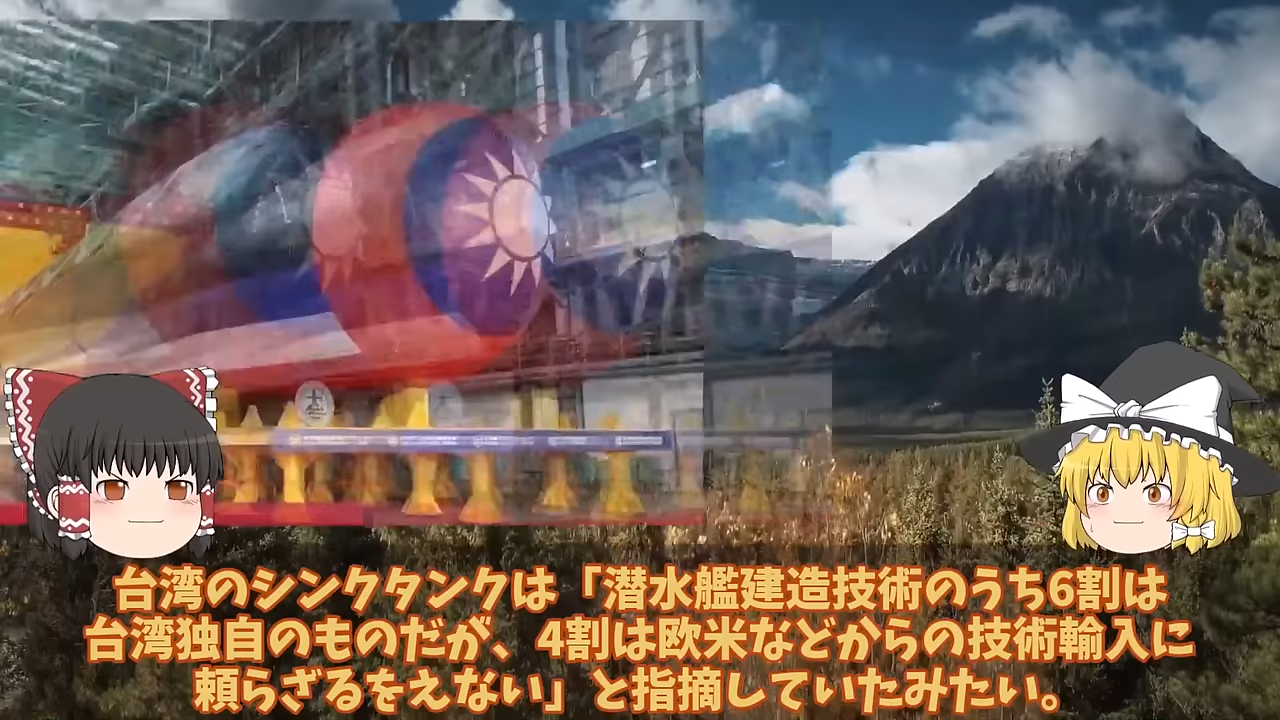 台湾のシンクタンクは「潜水艦建造技術のうち6割は
台湾独自のものだが、4割は欧米などからの技術輸入に
頼らざるをえない」と指摘していたみたい。